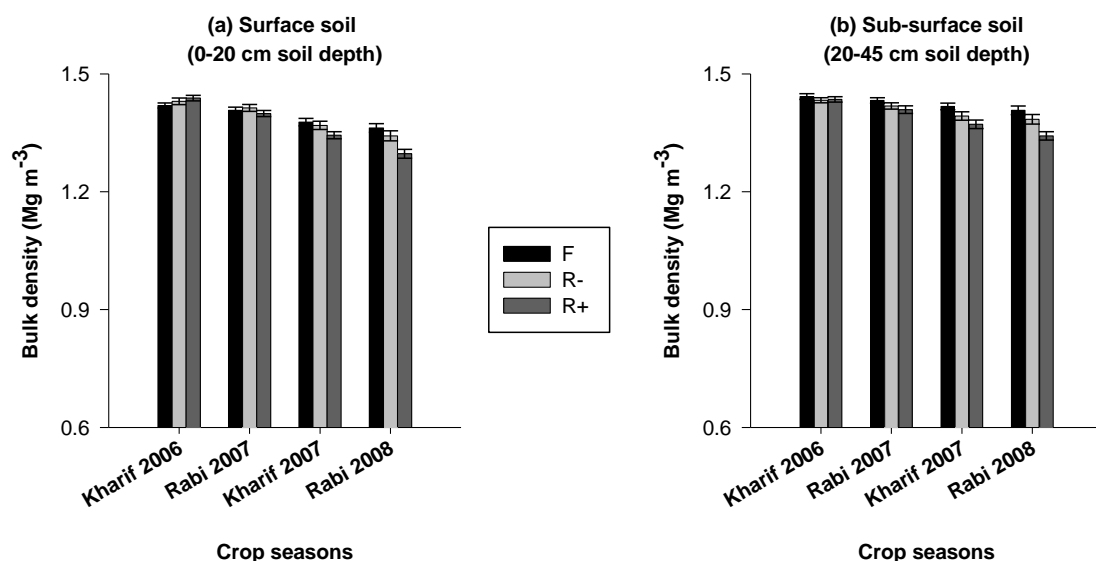 (a) Surface soil
(0-20 cm soil depth)
Bulk density (Mg m-3)
1.5
1.2
0.9
0.6
Kharif 2006
Rabi 2007
Kharif 2007
Rabi 2008
Crop seasons
F
R-
R+
(b) Sub-surface soil
(20-45 cm soil depth)
Bulk density (Mg m-3)
1.5
1.2
0.9
0.6
Kharif 2006
Rabi 2007
Kharif 2007
Rabi 2008
Crop seasons